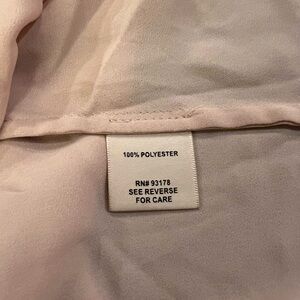 100% POLYESTER
RN# 93178
SEE REVERSE
FOR CARE